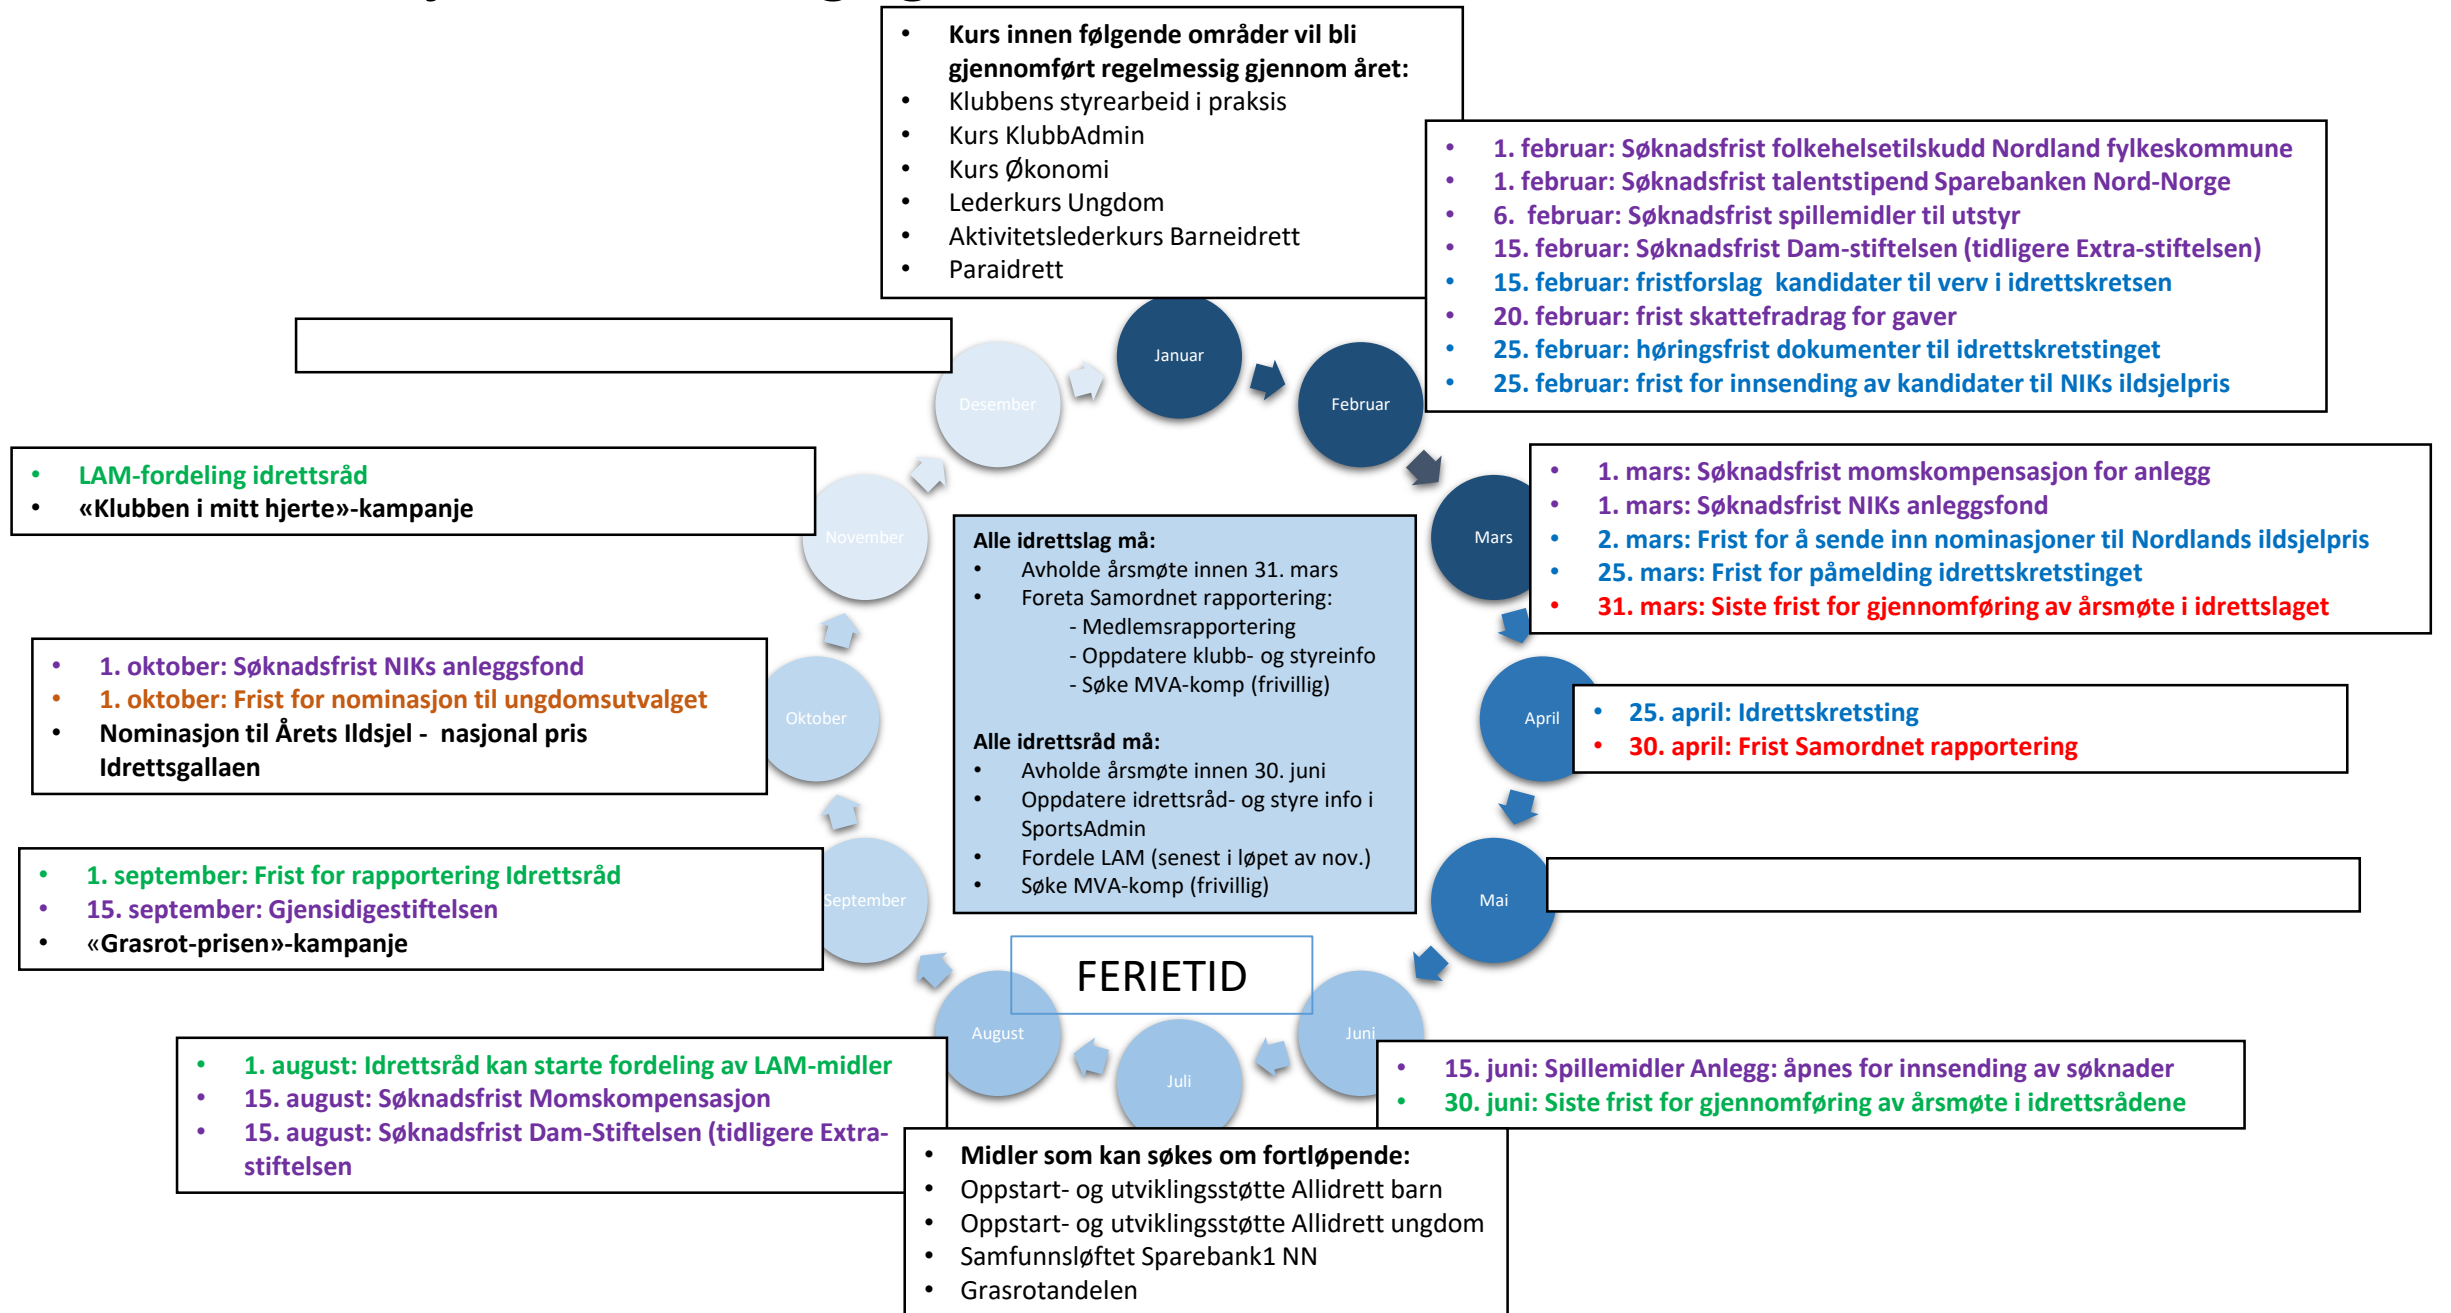 • Kurs innen følgende områder vil bli
gjennomført regelmessig gjennom året:
• Klubbens styrearbeid i praksis
• Kurs KlubbAdmin
• Kurs Økonomi
• Lederkurs Ungdom
• Aktivitetslederkurs Barneidrett
• Paraidrett
• 1. februar: Søknadsfrist folkehelsetilskudd Nordland fylkeskommune
• 1. februar: Søknadsfrist talentstipend Sparebanken Nord-Norge
• 6. februar: Søknadsfrist spillemidler til utstyr
• 15. februar: Søknadsfrist Dam-stiftelsen (tidligere Extra-stiftelsen)
• 15. februar: fristforslag kandidater til verv i idrettskretsen
• 20. februar: frist skattefradrag for gaver
• 25. februar: høringsfrist dokumenter til idrettskretstinget
• 25. februar: frist for innsending av kandidater til NIKs ildsjelpris
Januar
Februar
Desember
• LAM-fordeling idrettsråd
• «Klubben i mitt hjerte»-kampanje
November
Mars
• 1. mars: Søknadsfrist momskompensasjon for anlegg
• 1. mars: Søknadsfrist NIKs anleggsfond
• 2. mars: Frist for å sende inn nominasjoner til Nordlands ildsjelpris
• 25. mars: Frist for påmelding idrettskretstinget
• 31. mars: Siste frist for gjennomføring av årsmøte i idrettslaget
Alle idrettslag må:
• Avholde årsmøte innen 31. mars
• Foreta Samordnet rapportering:
- Medlemsrapportering
- Oppdatere klubb- og styreinfo
- Søke MVA-komp (frivillig)
Alle idrettsråd må:
• Avholde årsmøte innen 30. juni
• Oppdatere idrettsråd- og styre info i
SportsAdmin
• Fordele LAM (senest i løpet av nov.)
• Søke MVA-komp (frivillig)
• 1. oktober: Søknadsfrist NIKs anleggsfond
• 1. oktober: Frist for nominasjon til ungdomsutvalget
• Nominasjon til Årets Ildsjel - nasjonal pris
Idrettsgallaen
Oktober
April
• 25. april: Idrettskretsting
• 30. april: Frist Samordnet rapportering
• 1. september: Frist for rapportering Idrettsråd
• 15. september: Gjensidigestiftelsen
• «Grasrot-prisen»-kampanje
September
Mai
FERIETID
August
Juli
Juni
• 1. august: Idrettsråd kan starte fordeling av LAM-midler
• 15. august: Søknadsfrist Momskompensasjon
• 15. august: Søknadsfrist Dam-Stiftelsen (tidligere Extra-
stiftelsen
• 15. juni: Spillemidler Anlegg: åpnes for innsending av søknader
• 30. juni: Siste frist for gjennomføring av årsmøte i idrettsrådene
• Midler som kan søkes om fortløpende:
• Oppstart- og utviklingsstøtte Allidrett barn
• Oppstart- og utviklingsstøtte Allidrett ungdom
• Samfunnsløftet Sparebank1 NN
• Grasrotandelen